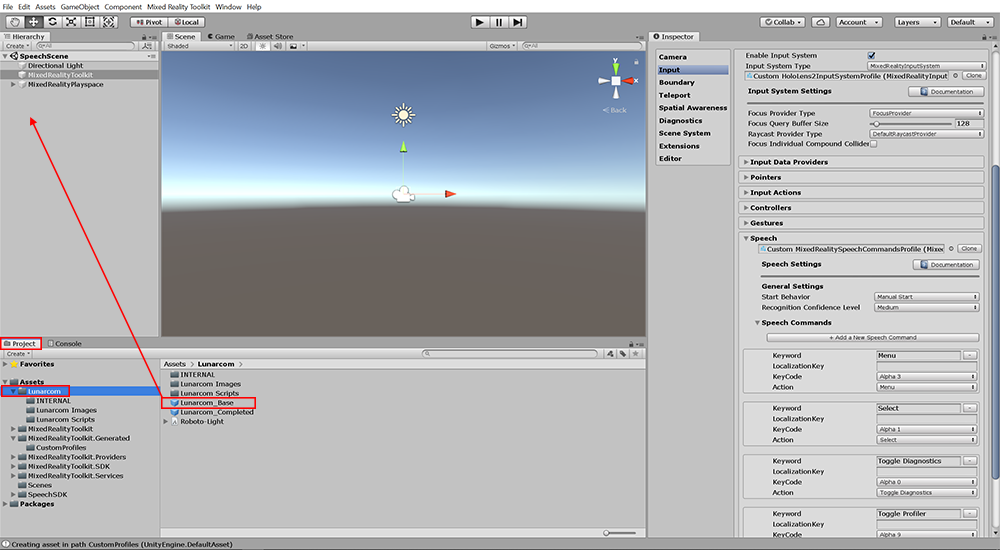 File Edit Assets GameObject Component Mixed Reality Toolkit Window Help
Pivot Local Collab Account Layers Default
Hierarchy
Create All
SpeechScene
Directional Light
MixedRealityToolkit
MixedRealityPlayspace
Scene Game Asset Store
Shaded 2D Gizmos All
y
x
Back
Project Console
Create
Favorites
Assets
Lunarcom
INTERNAL
Lunarcom Images
Lunarcom Scripts
MixedRealityToolkit
MixedRealityToolkit.Generated
CustomProfiles
MixedRealityToolkit.Providers
MixedRealityToolkit.SDK
MixedRealityToolkit.Services
Scenes
SpeechSDK
Packages
Assets Lunarcom
INTERNAL
Lunarcom Images
Lunarcom Scripts
Lunarcom_Base
Lunarcom_Completed
Roboto-Light
Inspector
Camera
Input
Boundary
Teleport
Spatial Awareness
Diagnostics
Scene System
Extensions
Editor
Enable Input System
Input System Type MixedRealityInputSystem
Custom HoloLens2InputSystemProfile (MixedRealityInput Clone
Input System Settings Documentation
Focus Provider Type FocusProvider
Focus Query Buffer Size 128
Raycast Provider Type DefaultRaycastProvider
Focus Individual Compound Collider
Input Data Providers
Pointers
Input Actions
Controllers
Gestures
Speech
Custom MixedRealitySpeechCommandsProfile (Mixed Clone
Speech Settings Documentation
General Settings
Start Behavior Manual Start
Recognition Confidence Level Medium
Speech Commands
+ Add a New Speech Command
Keyword Menu
LocalizationKey
KeyCode Alpha 3
Action Menu
Keyword Select
LocalizationKey
KeyCode Alpha 1
Action Select
Keyword Toggle Diagnostics
LocalizationKey
KeyCode Alpha 0
Action Toggle Diagnostics
Keyword Toggle Profiler
LocalizationKey
KeyCode Alpha 9
Creating asset in path CustomProfiles (UnityEngine.DefaultAsset)